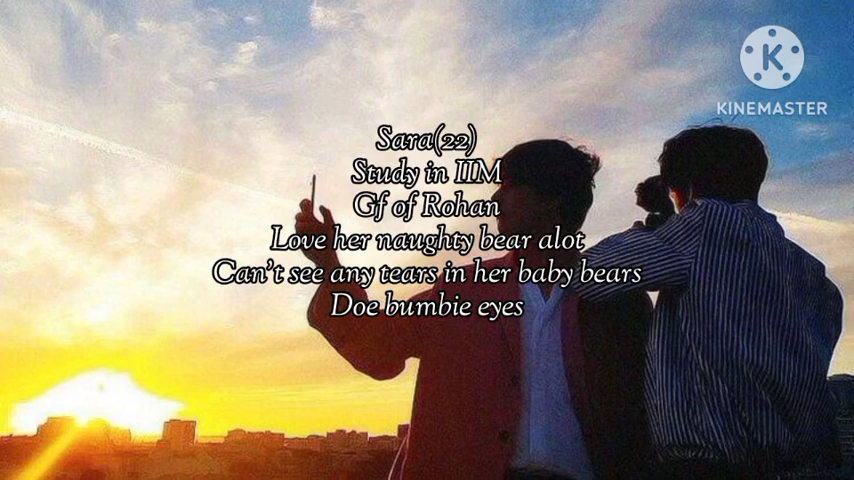 KINEMASTER
Sara(22)
Study in IIM
Gf of Rohan
Love her naughty bear alot
Can't see any tears in her baby bears
Doe bumbie eyes